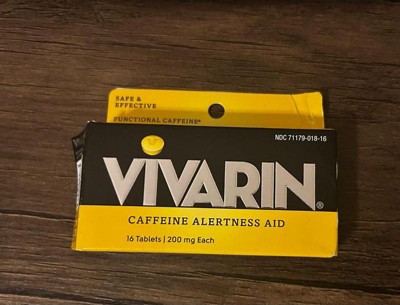 SAFE &
EFFECTIVE
FUNCTIONAL CAFFEINE®
NDC 71179-018-16
VIVARIN®
CAFFEINE ALERTNESS AID
16 Tablets | 200 mg Each